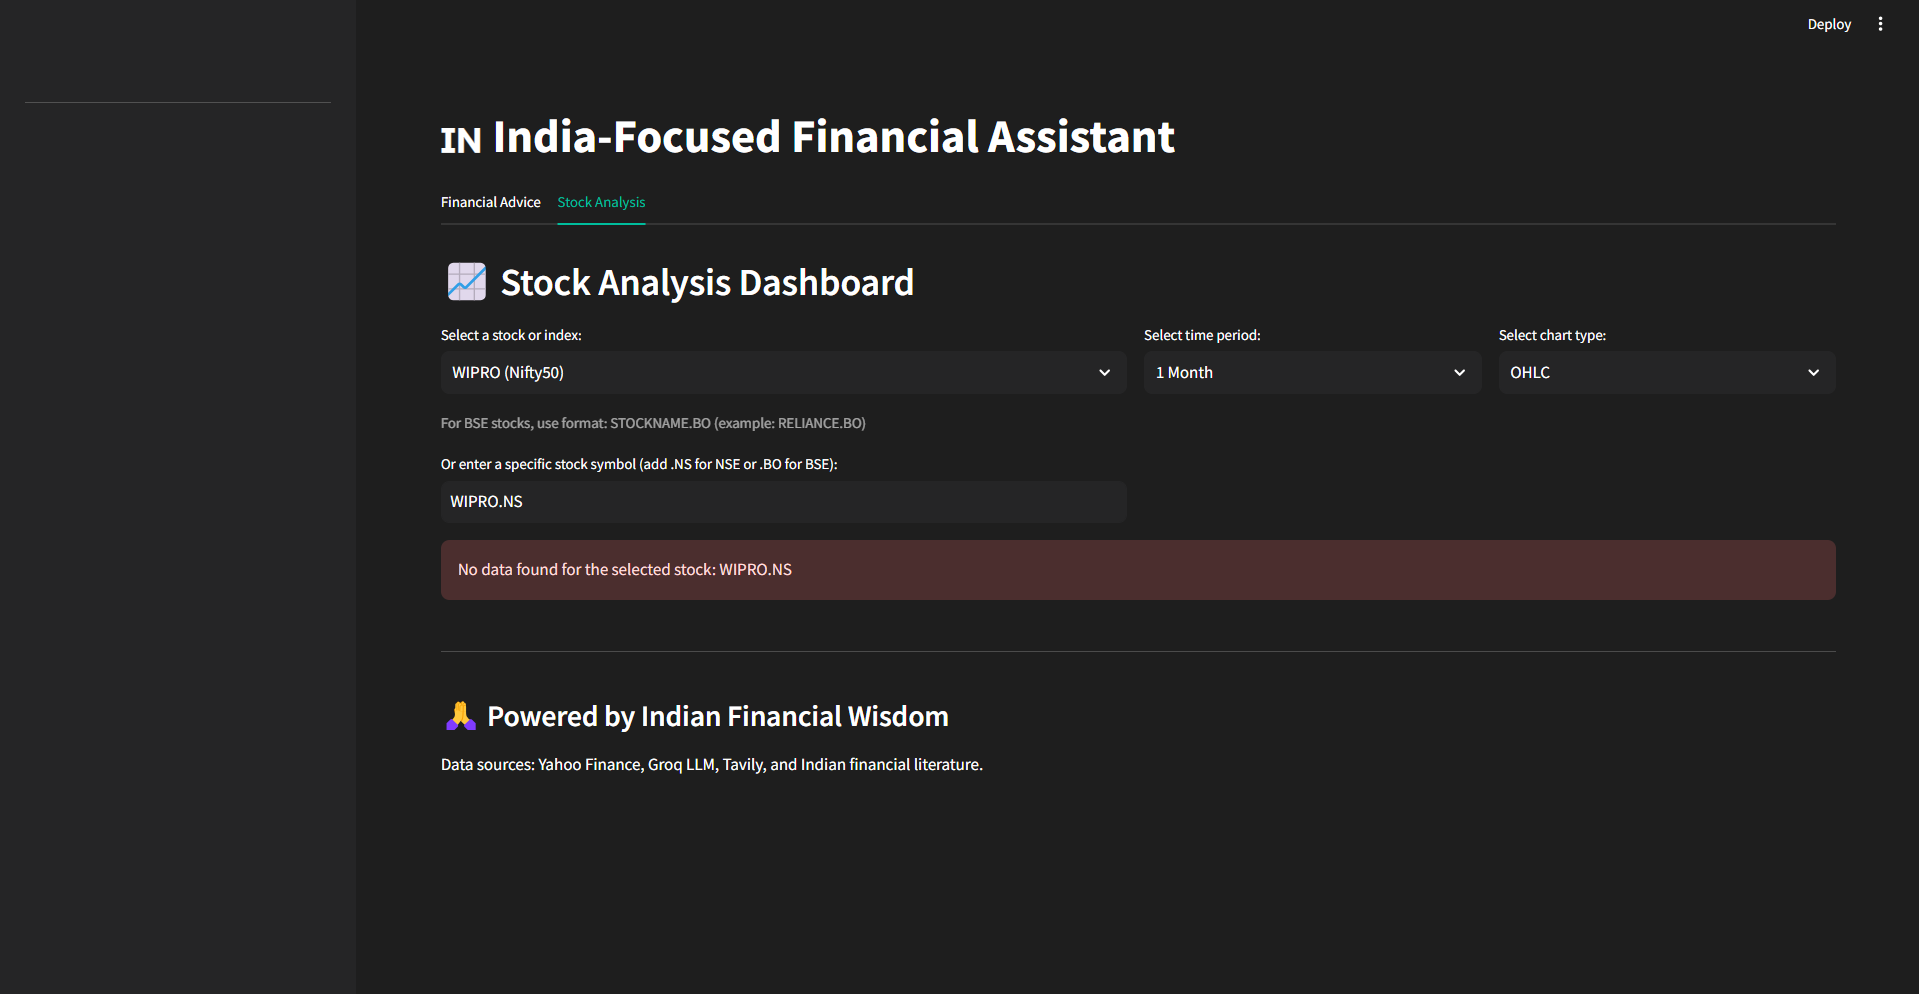 Deploy
IN India-Focused Financial Assistant
Financial Advice Stock Analysis
📈 Stock Analysis Dashboard
Select a stock or index: Select time period: Select chart type:
WIPRO (Nifty50) 1 Month OHLC
For BSE stocks, use format: STOCKNAME.BO (example: RELIANCE.BO)
Or enter a specific stock symbol (add .NS for NSE or .BO for BSE):
WIPRO.NS
No data found for the selected stock: WIPRO.NS
🙏 Powered by Indian Financial Wisdom
Data sources: Yahoo Finance, Groq LLM, Tavily, and Indian financial literature.